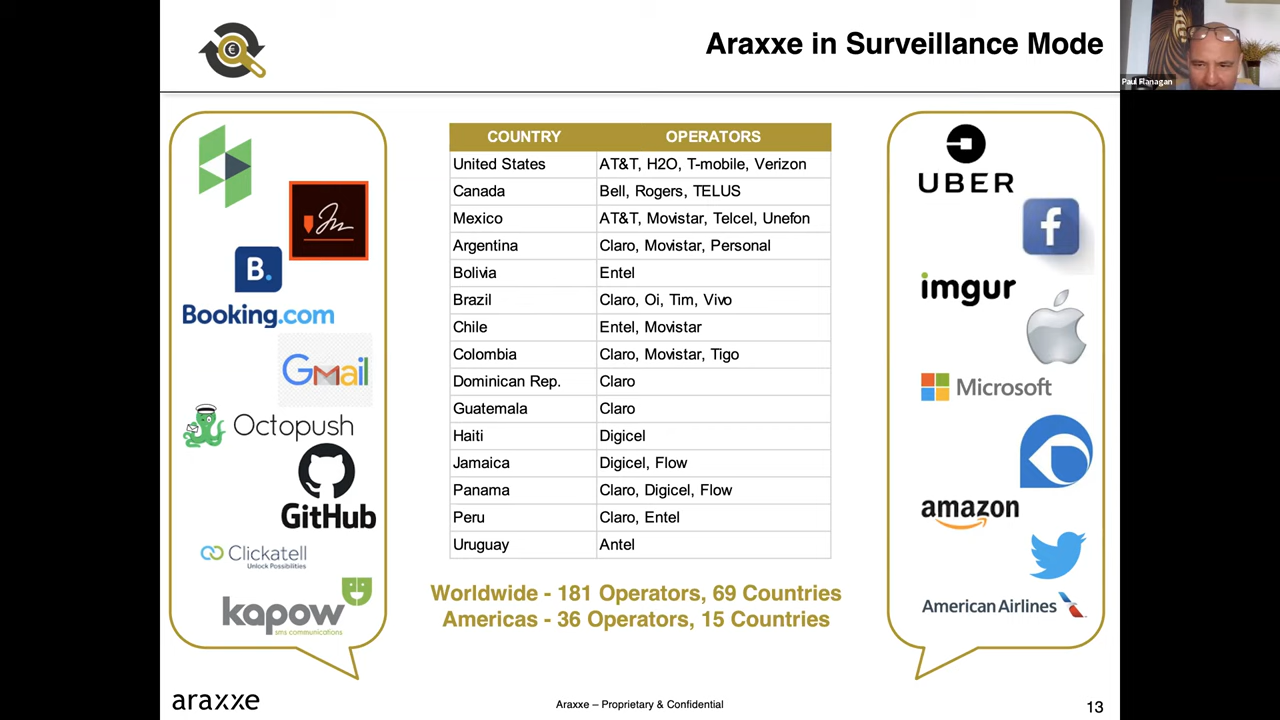 Araxxe in Surveillance Mode
Paul Flanagan
€
B.
Booking.com
Gmail
Octopush
GitHub
Clickatell
Unlock Possibilities
kapow
sms communications
COUNTRY OPERATORS
United States AT&T, H2O, T-mobile, Verizon
Canada Bell, Rogers, TELUS
Mexico AT&T, Movistar, Telcel, Unefon
Argentina Claro, Movistar, Personal
Bolivia Entel
Brazil Claro, Oi, Tim, Vivo
Chile Entel, Movistar
Colombia Claro, Movistar, Tigo
Dominican Rep. Claro
Guatemala Claro
Haiti Digicel
Jamaica Digicel, Flow
Panama Claro, Digicel, Flow
Peru Claro, Entel
Uruguay Antel
Worldwide - 181 Operators, 69 Countries
Americas - 36 Operators, 15 Countries
UBER
f
imgur
Microsoft
amazon
American Airlines
araxxe
Araxxe – Proprietary & Confidential
13